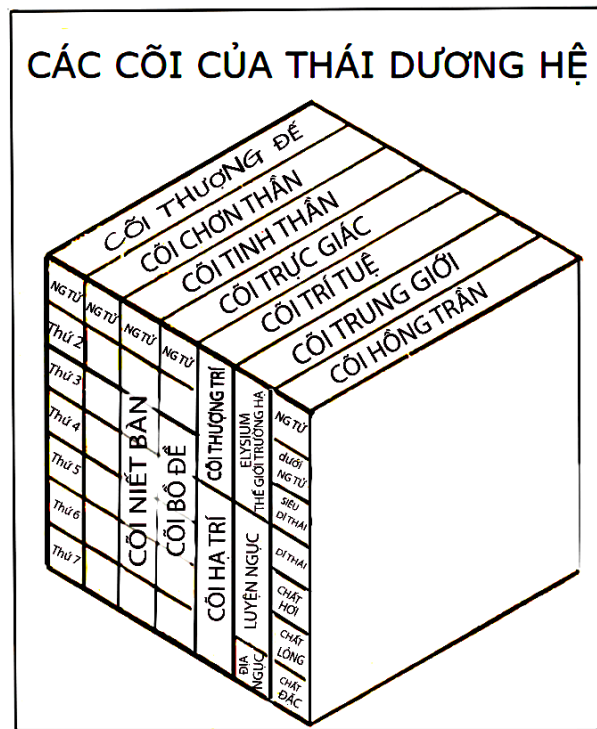 CÁC CÕI CỦA THÁI DƯƠNG HỆ
CÕI THƯỢNG ĐẾ
CÕI CHƠN THẦN
CÕI TINH THẦN
CÕI TRỰC GIÁC
CÕI TRÍ TUỆ
CÕI TRUNG GIỚI
CÕI HỒNG TRẦN
NG TỬ
Thứ 2
Thứ 3
Thứ 4
Thứ 5
Thứ 6
Thứ 7
NG TỬ
NG TỬ
CÕI NIẾT BÀN
NG TỬ
CÕI BỒ ĐỀ
CÕI THƯỢNG TRÍ
CÕI HẠ TRÍ
ELYSIUM
THẾ GIỚI TRƯỜNG HẠ
LUYỆN NGỤC
ĐỊA
NGỤC
NG TỬ
dưới
NG TỬ
SIÊU
DĨ THÁI
DĨ THÁI
CHẤT
HƠI
CHẤT
LỎNG
CHẤT
ĐẶC